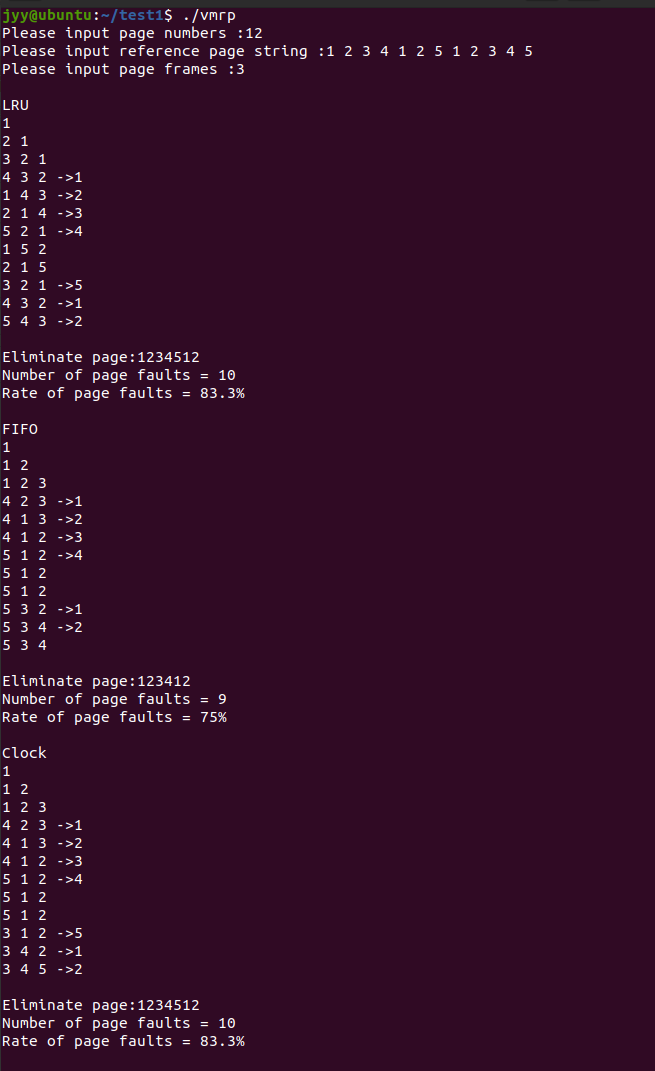 jyy@ubuntu:~/test1$ ./vmrp
Please input page numbers :12
Please input reference page string :1 2 3 4 1 2 5 1 2 3 4 5
Please input page frames :3
LRU
1
2 1
3 2 1
4 3 2 ->1
1 4 3 ->2
2 1 4 ->3
5 2 1 ->4
1 5 2
2 1 5
3 2 1 ->5
4 3 2 ->1
5 4 3 ->2
Eliminate page:1234512
Number of page faults = 10
Rate of page faults = 83.3%
FIFO
1
1 2
1 2 3
4 2 3 ->1
4 1 3 ->2
4 1 2 ->3
5 1 2 ->4
5 1 2
5 1 2
5 3 2 ->1
5 3 4 ->2
5 3 4
Eliminate page:123412
Number of page faults = 9
Rate of page faults = 75%
Clock
1
1 2
1 2 3
4 2 3 ->1
4 1 3 ->2
4 1 2 ->3
5 1 2 ->4
5 1 2
5 1 2
3 1 2 ->5
3 4 2 ->1
3 4 5 ->2
Eliminate page:1234512
Number of page faults = 10
Rate of page faults = 83.3%